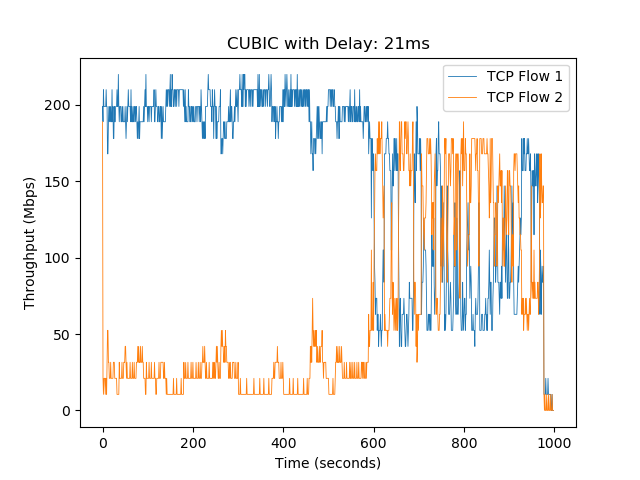 CUBIC with Delay: 21ms
TCP Flow 1
TCP Flow 2
Throughput (Mbps)
200
150
100
50
0
0 200 400 600 800 1000
Time (seconds)